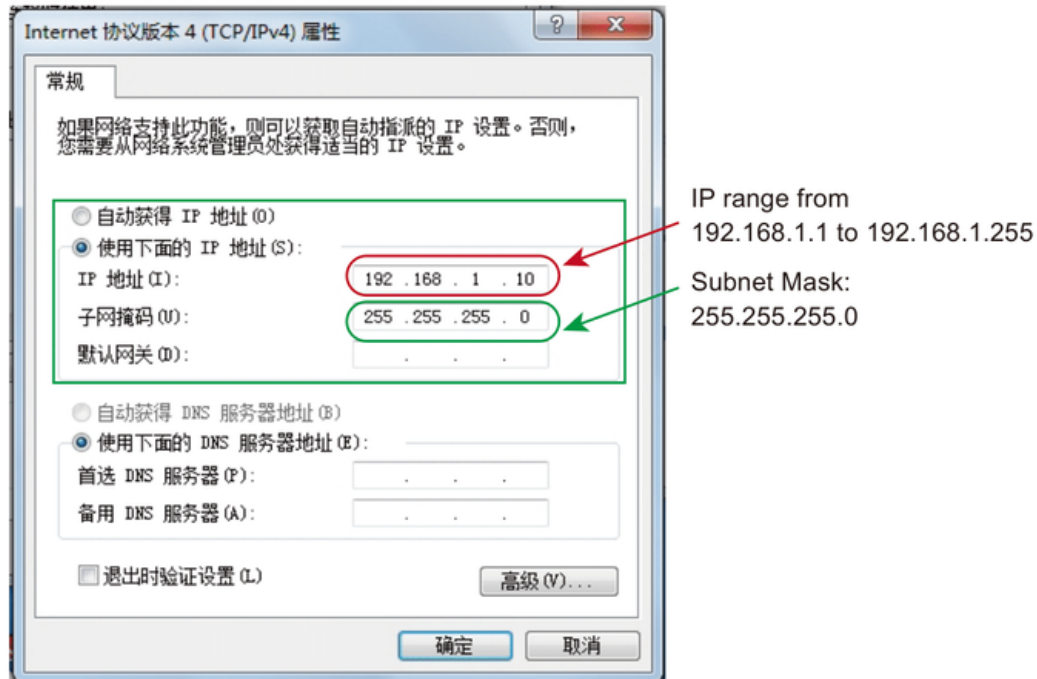 Internet 协议版本 4 (TCP/IPv4) 属性
常规
如果网络支持此功能，则可以获取自动指派的 IP 设置。否则，
您需要从网络系统管理员处获得适当的 IP 设置。
自动获得 IP 地址(O)
使用下面的 IP 地址(S):
IP 地址(I):
192 .168 . 1 . 10
子网掩码(U):
255 .255 .255 . 0
默认网关(D):
自动获得 DNS 服务器地址(B)
使用下面的 DNS 服务器地址(E):
首选 DNS 服务器(P):
备用 DNS 服务器(A):
退出时验证设置(L)
高级(V)...
确定
取消
IP range from
192.168.1.1 to 192.168.1.255
Subnet Mask:
255.255.255.0